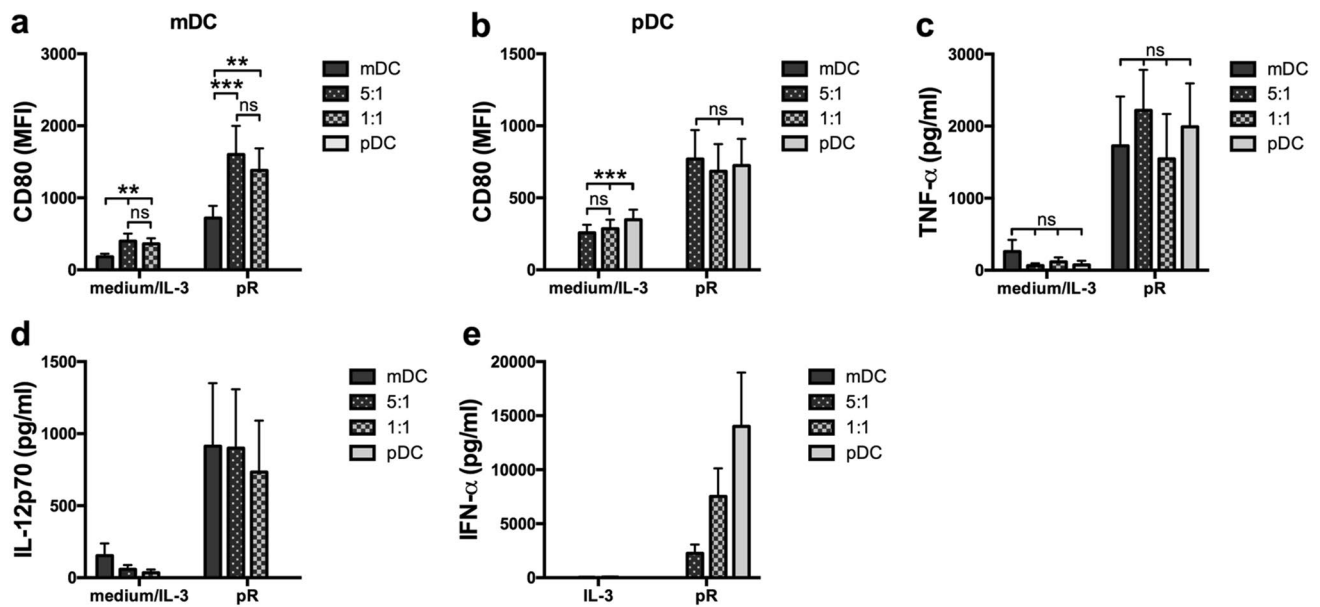 a
mDC
CD80 (MFI)
3000
2000
1000
0
**
ns
**
***
ns
medium/IL-3
pR
mDC
5:1
1:1
pDC
b
pDC
CD80 (MFI)
1500
1000
500
0
***
ns
ns
medium/IL-3
pR
mDC
5:1
1:1
pDC
c
TNF-α (pg/ml)
3000
2000
1000
0
ns
ns
medium/IL-3
pR
mDC
5:1
1:1
pDC
d
IL-12p70 (pg/ml)
1500
1000
500
0
medium/IL-3
pR
mDC
5:1
1:1
pDC
e
IFN-α (pg/ml)
20000
15000
10000
5000
0
IL-3
pR
mDC
5:1
1:1
pDC